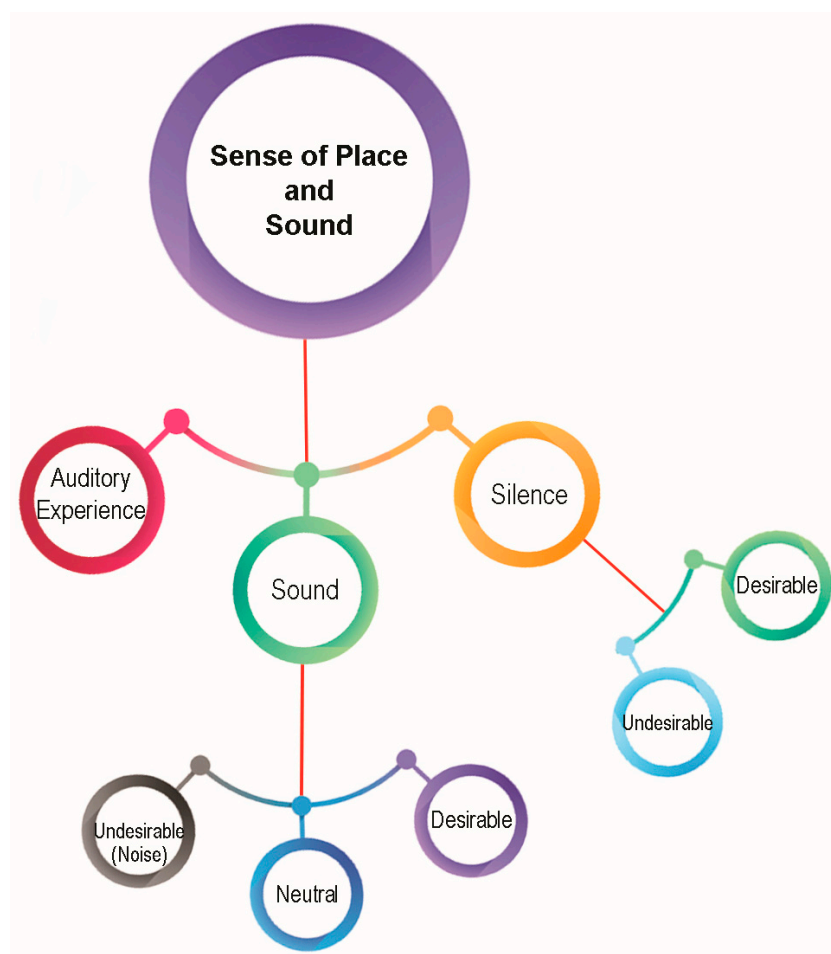 Sense of Place
and
Sound
Auditory
Experience
Sound
Silence
Desirable
Undesirable
Undesirable
(Noise)
Neutral
Desirable